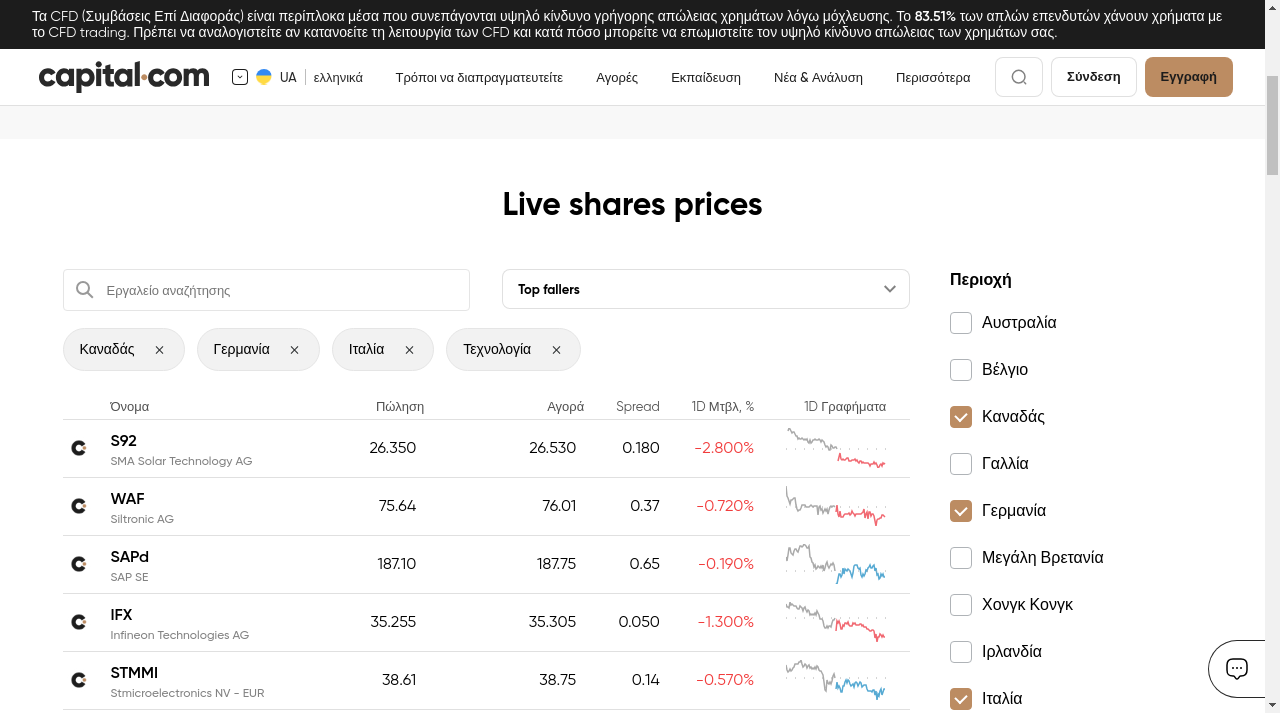 Τα CFD (Συμβάσεις Επί Διαφοράς) είναι περίπλοκα μέσα που συνεπάγονται υψηλό κίνδυνο γρήγορης απώλειας χρημάτων λόγω μόχλευσης. Το 83.51% των απλών επενδυτών χάνουν χρήματα με
το CFD trading. Πρέπει να αναλογιστείτε αν κατανοείτε τη λειτουργία των CFD και κατά πόσο μπορείτε να επωμιστείτε τον υψηλό κίνδυνο απώλειας των χρημάτων σας.
capital.com UA ελληνικά Τρόποι να διαπραγματευτείτε Αγορές Εκπαίδευση Νέα & Ανάλυση Περισσότερα Σύνδεση Εγγραφή
Live shares prices
Εργαλείο αναζήτησης Top fallers
Καναδάς Γερμανία Ιταλία Τεχνολογία
Όνομα Πώληση Αγορά Spread 1D Μτβλ, % 1D Γραφήματα
S92 26.350 26.530 0.180 -2.800%
SMA Solar Technology AG
WAF 75.64 76.01 0.37 -0.720%
Siltronic AG
SAPd 187.10 187.75 0.65 -0.190%
SAP SE
IFX 35.255 35.305 0.050 -1.300%
Infineon Technologies AG
STMMI 38.61 38.75 0.14 -0.570%
Stmicroelectronics NV - EUR
Περιοχή
Αυστραλία
Βέλγιο
Καναδάς
Γαλλία
Γερμανία
Μεγάλη Βρετανία
Χονγκ Κονγκ
Ιρλανδία
Ιταλία